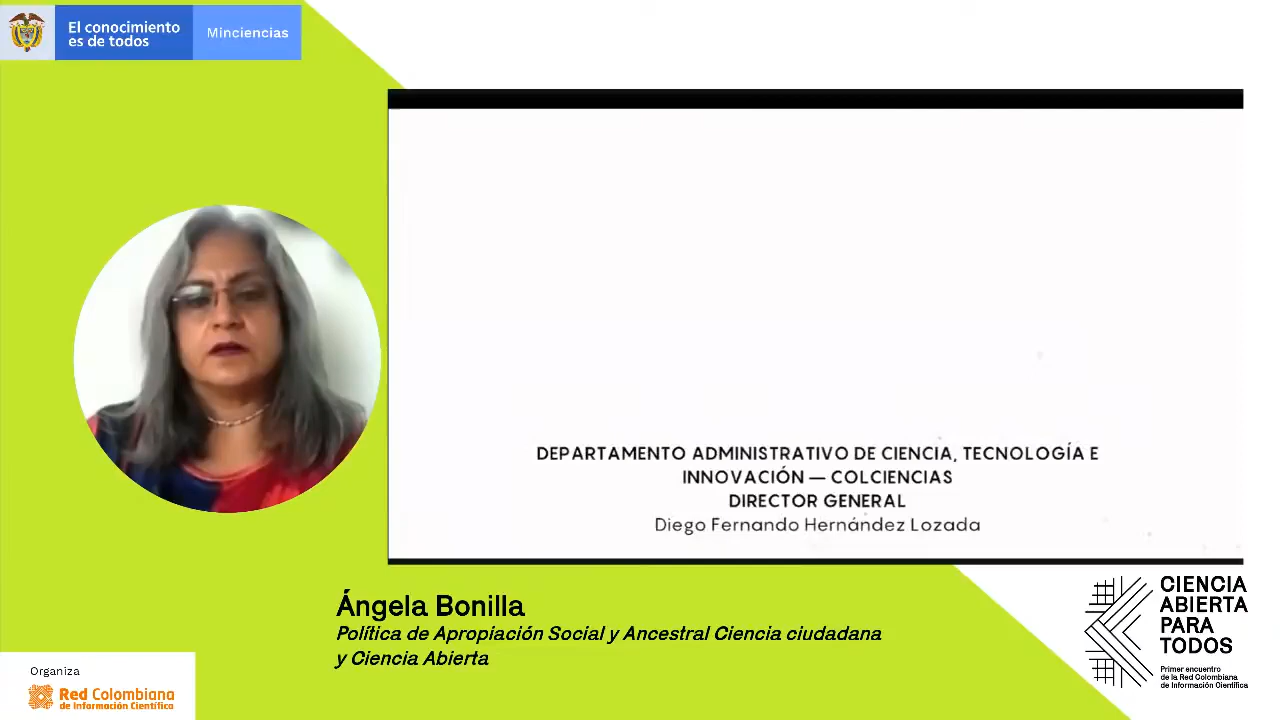 El conocimiento
es de todos
Minciencias
DEPARTAMENTO ADMINISTRATIVO DE CIENCIA, TECNOLOGÍA E
INNOVACIÓN — COLCIENCIAS
DIRECTOR GENERAL
Diego Fernando Hernández Lozada
Ángela Bonilla
Política de Apropiación Social y Ancestral Ciencia ciudadana
y Ciencia Abierta
CIENCIA
ABIERTA
PARA
TODOS
Primer encuentro
de la Red Colombiana
de Información Científica
Organiza
Red Colombiana
de Información Científica